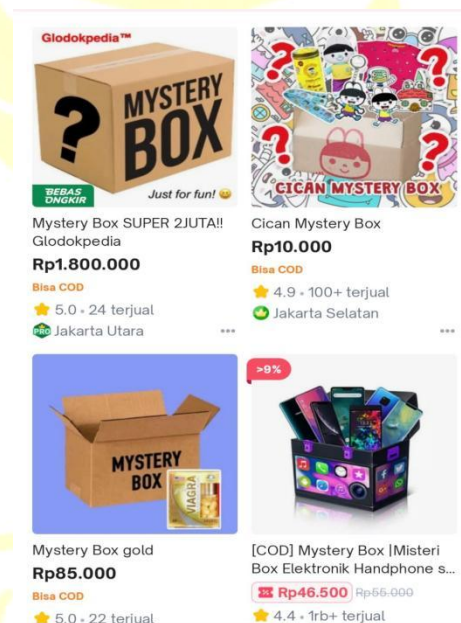 Glodokpedia™
?
MYSTERY
BOX
BEBAS
ONGKIR
Just for fun!
Mystery Box SUPER 2JUTA!!
Glodokpedia
Rp1.800.000
Bisa COD
5.0 • 24 terjual
PRO Jakarta Utara
? ?
? ?
CICAN MYSTERY BOX
Cican Mystery Box
Rp10.000
Bisa COD
4.9 • 100+ terjual
Jakarta Selatan
MYSTERY
BOX
VIAGRA
Mystery Box gold
Rp85.000
Bisa COD
5.0 • 22 terjual
>9%
[COD] Mystery Box |Misteri
Box Elektronik Handphone s...
Rp46.500 Rp55.000
4.4 • 1rb+ terjual